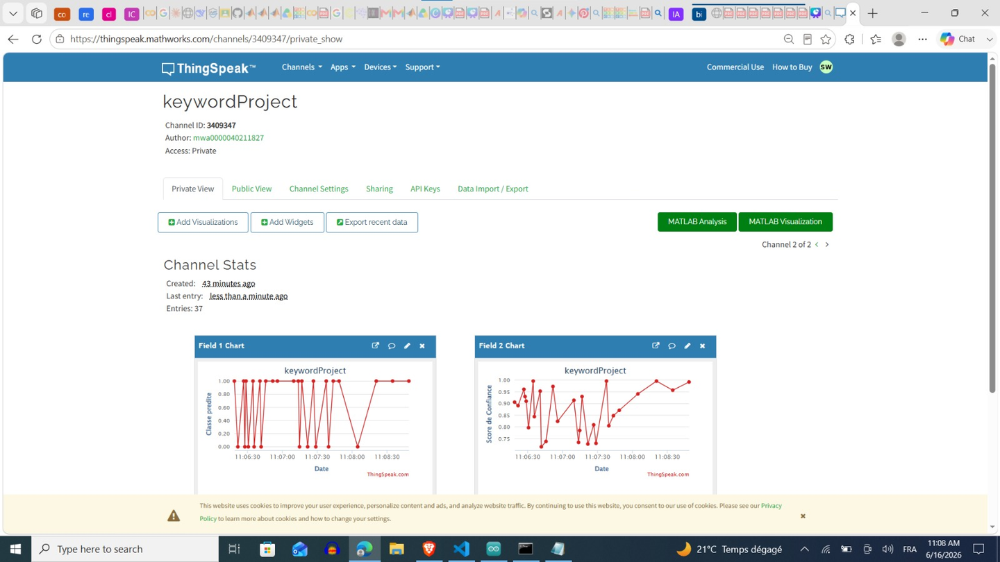 co
re
cl
IC
IA
bi
https://thingspeak.mathworks.com/channels/3409347/private_show
Chat
ThingSpeak™
Channels
Apps
Devices
Support
Commercial Use
How to Buy
SW
keywordProject
Channel ID: 3409347
Author: mwa0000040211827
Access: Private
Private View
Public View
Channel Settings
Sharing
API Keys
Data Import / Export
Add Visualizations
Add Widgets
Export recent data
MATLAB Analysis
MATLAB Visualization
Channel 2 of 2
Channel Stats
Created: 43 minutes ago
Last entry: less than a minute ago
Entries: 37
Field 1 Chart
keywordProject
Classe predite
1.00
0.80
0.60
0.40
0.20
0.00
11:06:30 11:07:00 11:07:30 11:08:00 11:08:30
Date
ThingSpeak.com
Field 2 Chart
keywordProject
Score de Confiance
1.00
0.95
0.90
0.85
0.80
0.75
11:06:30 11:07:00 11:07:30 11:08:00 11:08:30
Date
ThingSpeak.com
This website uses cookies to improve your user experience, personalize content and ads, and analyze website traffic. By continuing to use this website, you consent to our use of cookies. Please see our Privacy
Policy to learn more about cookies and how to change your settings.
Type here to search
21°C Temps dégagé
FRA
11:08 AM
6/16/2026